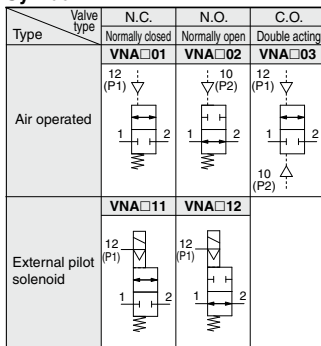 Valve type N.C. N.O. C.O.
Type Normally closed Normally open Double acting
VNA□01 VNA□02 VNA□03
Air operated
12 (P1) 1 2
10 (P2) 1 2
12 (P1) 1 2 10 (P2)
VNA□11 VNA□12
External pilot solenoid
12 (P1) 1 2
12 (P1) 1 2